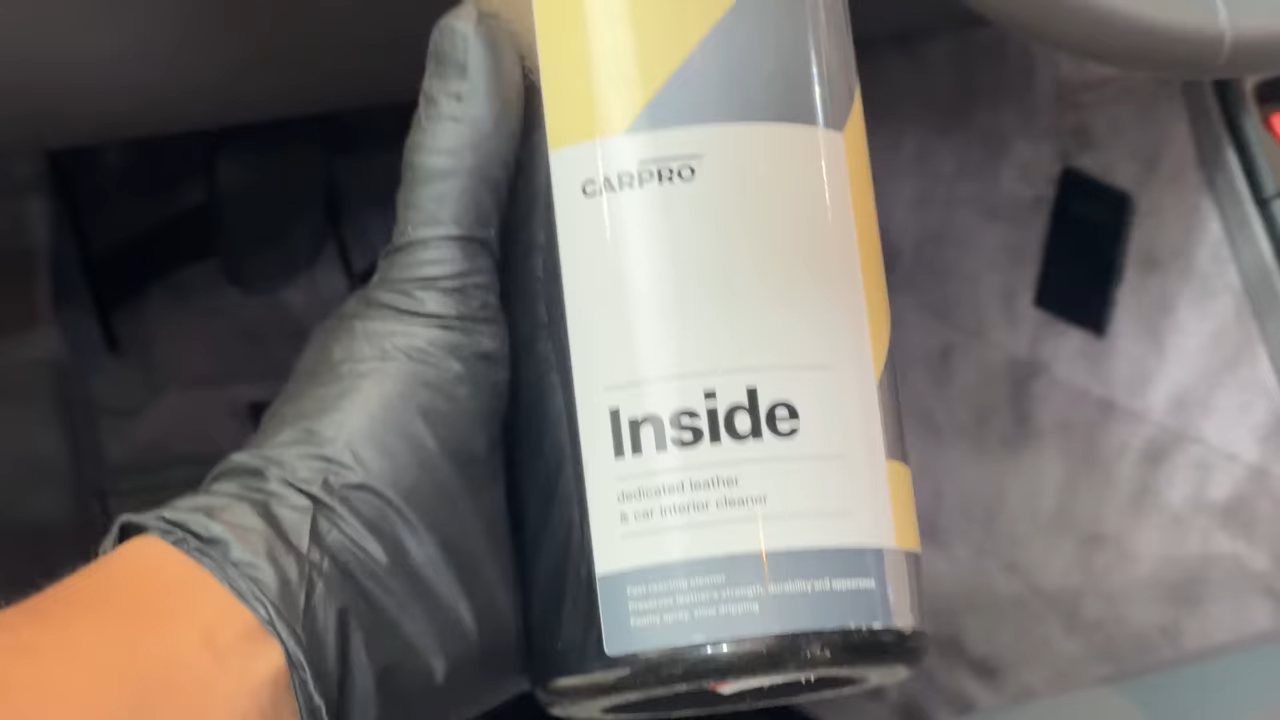 CARPRO
Inside
dedicated leather
& car interior cleaner
Fast reacting cleaner
Preserves leather's strength, durability and appearance
Foamy spray, slow dripping